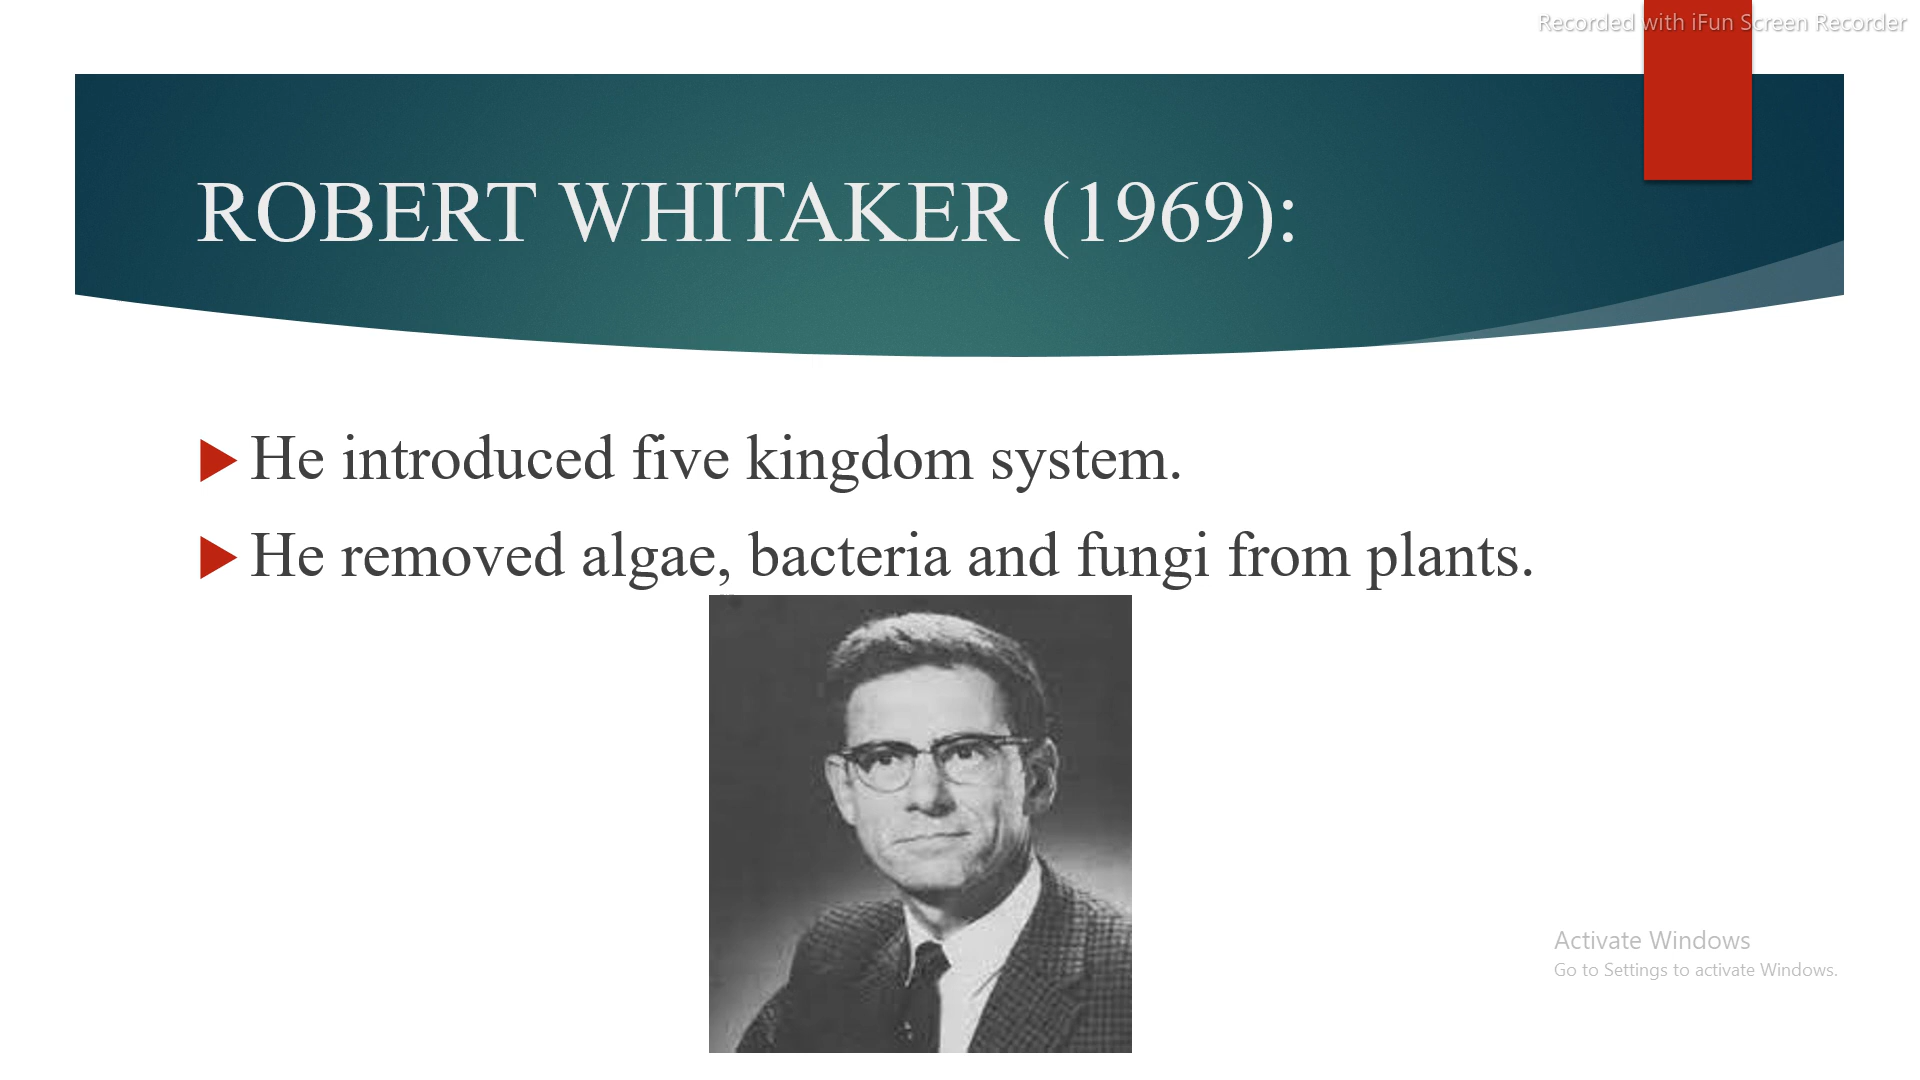 Recorded with iFun Screen Recorder
ROBERT WHITAKER (1969):
He introduced five kingdom system.
He removed algae, bacteria and fungi from plants.
Activate Windows
Go to Settings to activate Windows.